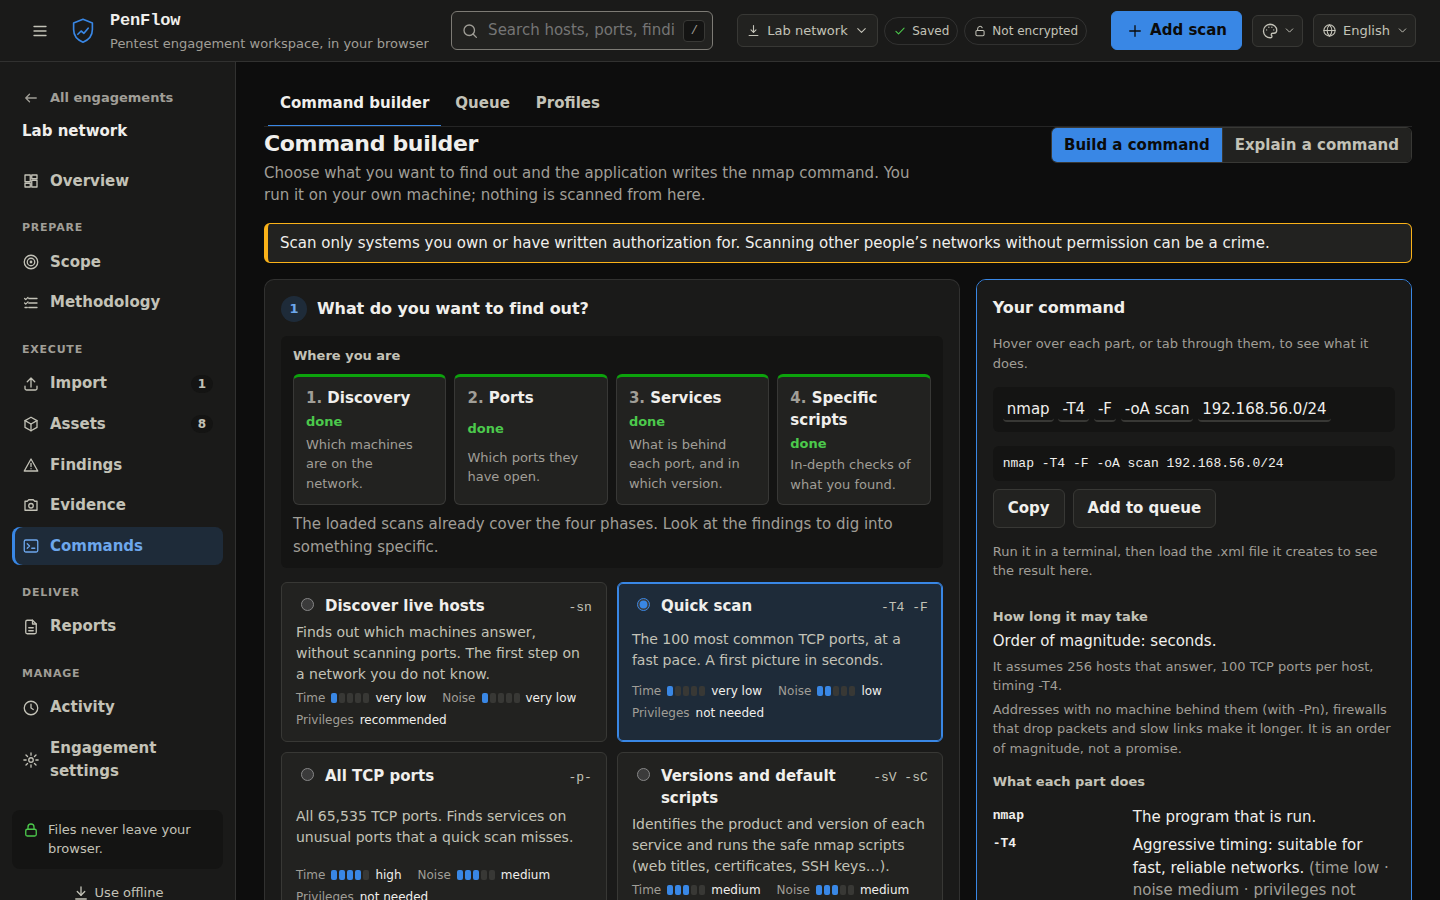 PenFlow
Pentest engagement workspace, in your browser
Search hosts, ports, findi
/
Lab network
Saved
Not encrypted
Add scan
English
All engagements
Lab network
Overview
PREPARE
Scope
Methodology
EXECUTE
Import 1
Assets 8
Findings
Evidence
Commands
DELIVER
Reports
MANAGE
Activity
Engagement
settings
Files never leave your
browser.
Use offline
Command builder Queue Profiles
Command builder
Choose what you want to find out and the application writes the nmap command. You
run it on your own machine; nothing is scanned from here.
Build a command Explain a command
Scan only systems you own or have written authorization for. Scanning other people’s networks without permission can be a crime.
1 What do you want to find out?
Where you are
1. Discovery
done
Which machines
are on the
network.
2. Ports
done
Which ports they
have open.
3. Services
done
What is behind
each port, and in
which version.
4. Specific
scripts
done
In-depth checks of
what you found.
The loaded scans already cover the four phases. Look at the findings to dig into
something specific.
Discover live hosts -sn
Finds out which machines answer,
without scanning ports. The first step on
a network you do not know.
Time very low Noise very low
Privileges recommended
Quick scan -T4 -F
The 100 most common TCP ports, at a
fast pace. A first picture in seconds.
Time very low Noise low
Privileges not needed
All TCP ports -p-
All 65,535 TCP ports. Finds services on
unusual ports that a quick scan misses.
Time high Noise medium
Privileges not needed
Versions and default -sV -sC
scripts
Identifies the product and version of each
service and runs the safe nmap scripts
(web titles, certificates, SSH keys…).
Time medium Noise medium
Your command
Hover over each part, or tab through them, to see what it
does.
nmap -T4 -F -oA scan 192.168.56.0/24
nmap -T4 -F -oA scan 192.168.56.0/24
Copy Add to queue
Run it in a terminal, then load the .xml file it creates to see
the result here.
How long it may take
Order of magnitude: seconds.
It assumes 256 hosts that answer, 100 TCP ports per host,
timing -T4.
Addresses with no machine behind them (with -Pn), firewalls
that drop packets and slow links make it longer. It is an order
of magnitude, not a promise.
What each part does
nmap The program that is run.
-T4 Aggressive timing: suitable for
fast, reliable networks. (time low ·
noise medium · privileges not